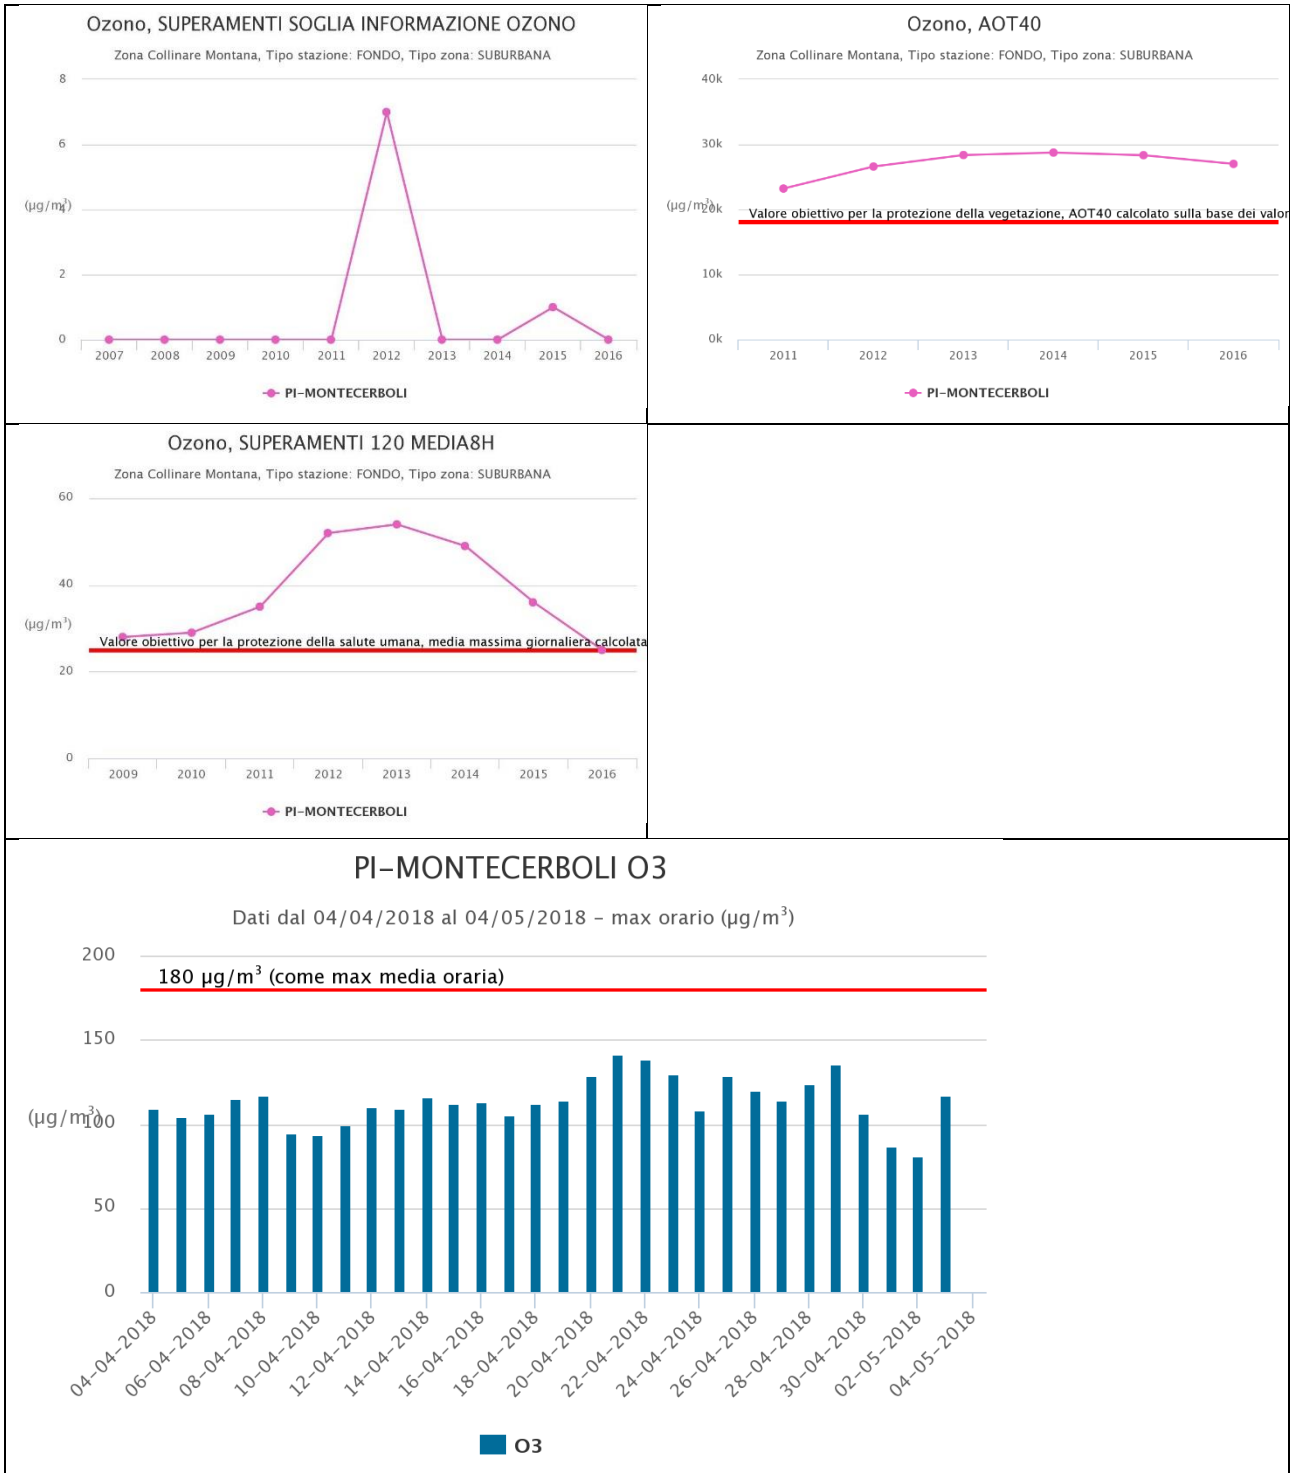 Ozono, SUPERAMENTI SOGLIA INFORMAZIONE OZONO
Zona Collinare Montana, Tipo stazione: FONDO, Tipo zona: SUBURBANA
8
6
(µg/m³)
4
2
0
2007 2008 2009 2010 2011 2012 2013 2014 2015 2016
PI-MONTECERBOLI
Ozono, AOT40
Zona Collinare Montana, Tipo stazione: FONDO, Tipo zona: SUBURBANA
40k
30k
(µg/m³)
20k
Valore obiettivo per la protezione della vegetazione, AOT40 calcolato sulla base dei valor
10k
0k
2011 2012 2013 2014 2015 2016
PI-MONTECERBOLI
Ozono, SUPERAMENTI 120 MEDIA8H
Zona Collinare Montana, Tipo stazione: FONDO, Tipo zona: SUBURBANA
60
40
(µg/m³)
Valore obiettivo per la protezione della salute umana, media massima giornaliera calcolata
20
0
2009 2010 2011 2012 2013 2014 2015 2016
PI-MONTECERBOLI
PI-MONTECERBOLI O3
Dati dal 04/04/2018 al 04/05/2018 - max orario (µg/m³)
200
180 µg/m³ (come max media oraria)
150
(µg/m³)
100
50
0
04-04-2018 06-04-2018 08-04-2018 10-04-2018 12-04-2018 14-04-2018 16-04-2018 18-04-2018 20-04-2018 22-04-2018 24-04-2018 26-04-2018 28-04-2018 30-04-2018 02-05-2018 04-05-2018
O3